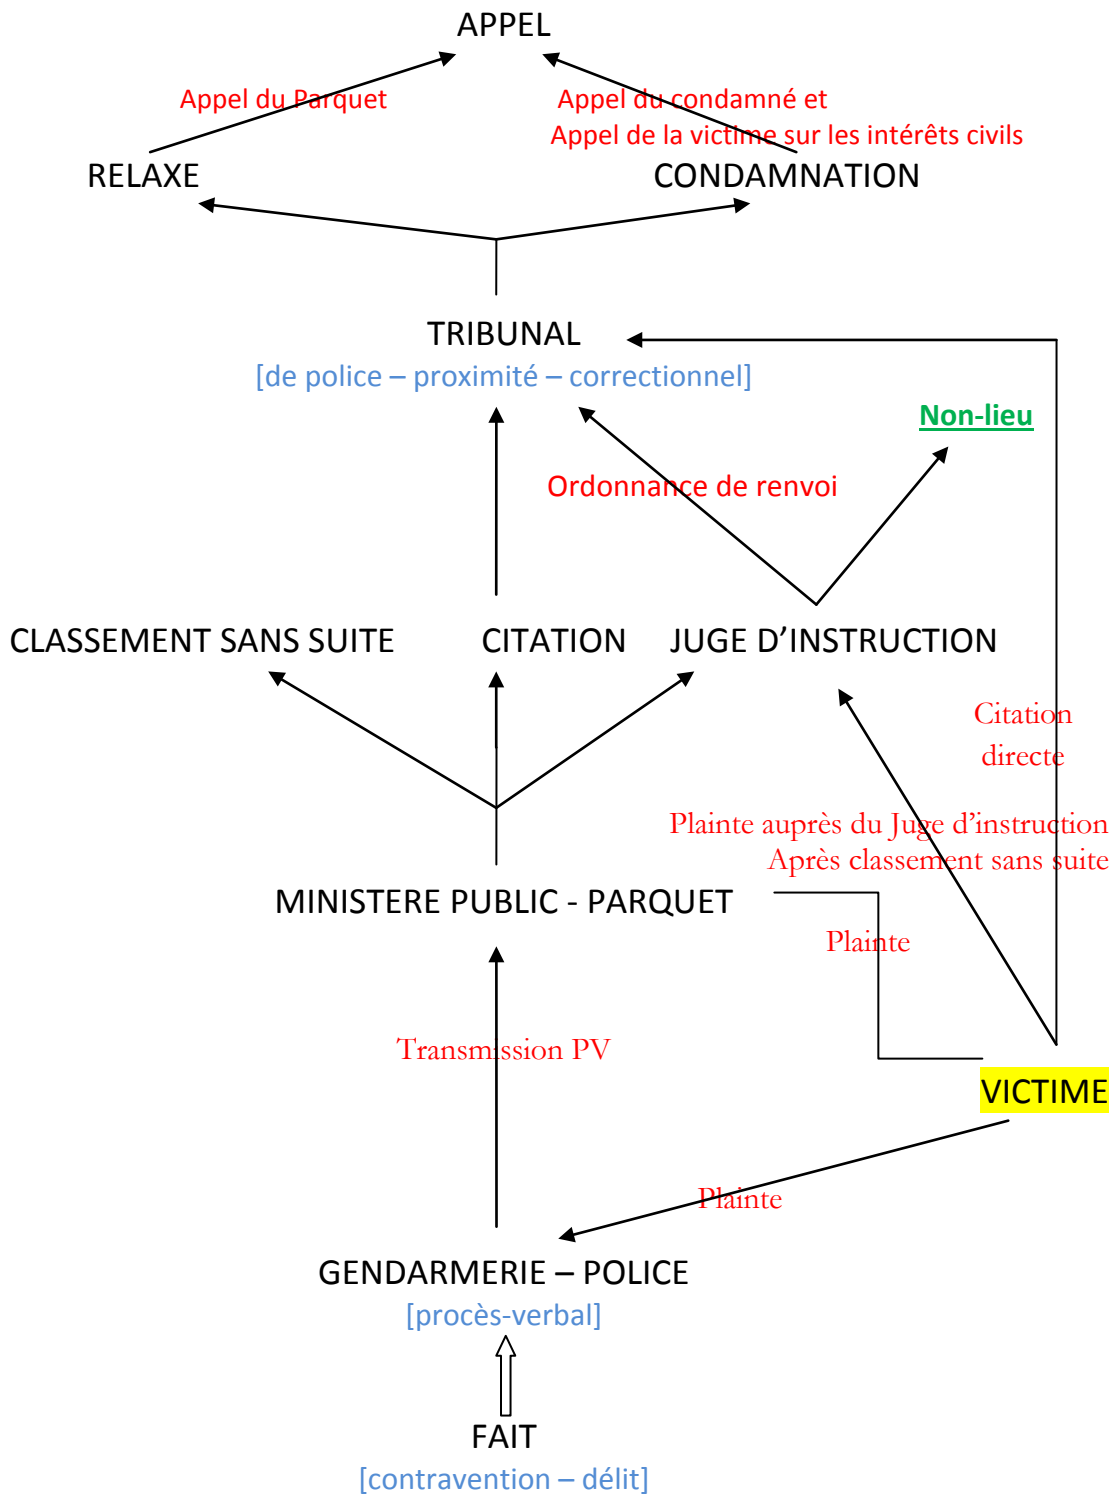 APPEL
Appel du Parquet
Appel du condamné et
Appel de la victime sur les intérêts civils
RELAXE
CONDAMNATION
TRIBUNAL
[de police – proximité – correctionnel]
Non-lieu
Ordonnance de renvoi
CLASSEMENT SANS SUITE
CITATION
JUGE D’INSTRUCTION
Citation
directe
Plainte auprès du Juge d’instruction
Après classement sans suite
MINISTERE PUBLIC - PARQUET
Plainte
Transmission PV
VICTIME
Plainte
GENDARMERIE – POLICE
[procès-verbal]
FAIT
[contravention – délit]